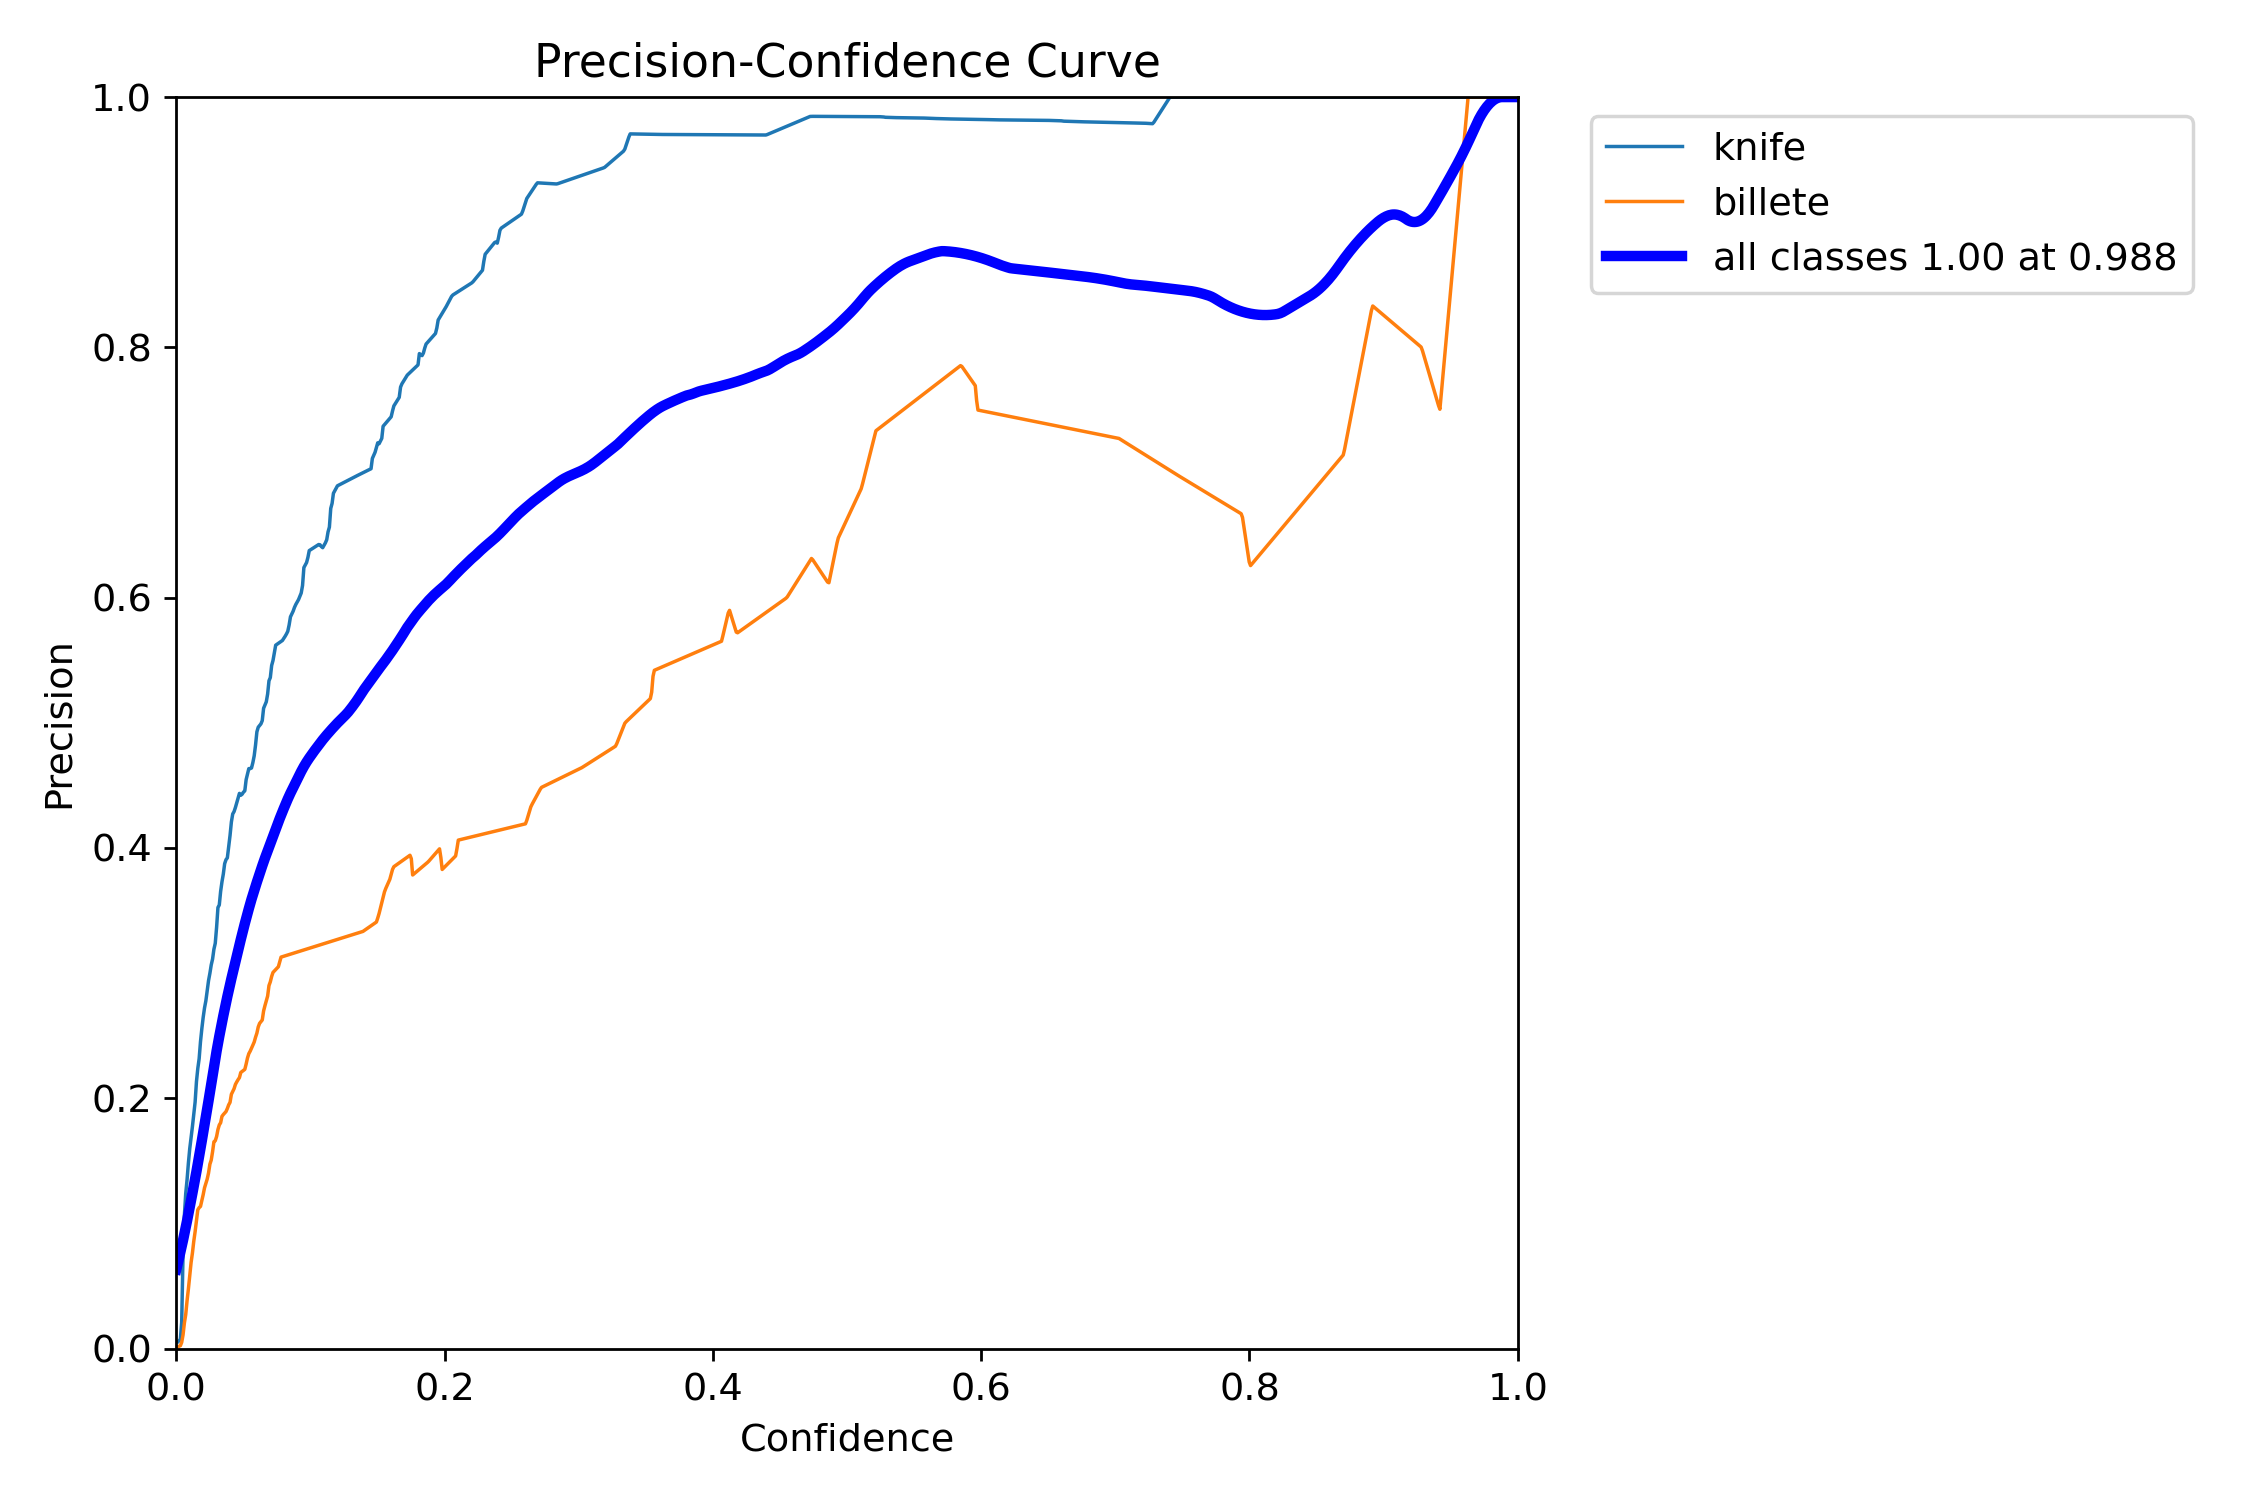 Precision-Confidence Curve
1.0
0.8
0.6
0.4
0.2
0.0
Precision
0.0 0.2 0.4 0.6 0.8 1.0
Confidence
knife
billete
all classes 1.00 at 0.988